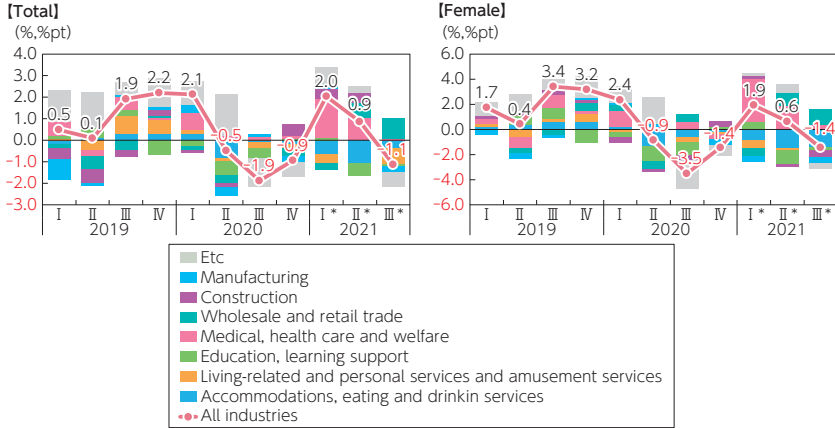 【Total】
(%,%pt)
4.0
3.0
2.0
1.0
0.0
-1.0
-2.0
-3.0
0.5
0.1
1.9
2.2
2.1
-0.5
-1.9
-0.9
2.0
0.9
-1.1
Ⅰ Ⅱ Ⅲ Ⅳ Ⅰ Ⅱ Ⅲ Ⅳ Ⅰ* Ⅱ* Ⅲ*
2019 2020 2021
【Female】
(%,%pt)
6.0
4.0
2.0
0.0
-2.0
-4.0
-6.0
1.7
0.4
3.4
3.2
2.4
-0.9
-3.5
-1.4
1.9
0.6
-1.4
Ⅰ Ⅱ Ⅲ Ⅳ Ⅰ Ⅱ Ⅲ Ⅳ Ⅰ* Ⅱ* Ⅲ*
2019 2020 2021
Etc
Manufacturing
Construction
Wholesale and retail trade
Medical, health care and welfare
Education, learning support
Living-related and personal services and amusement services
Accommodations, eating and drinkin services
All industries